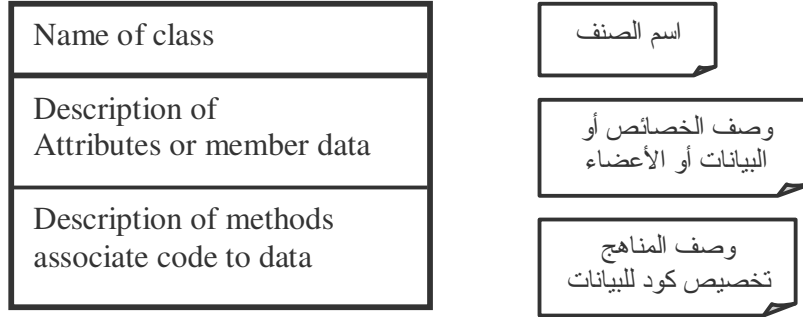 Name of class
اسم الصنف
Description of
Attributes or member data
وصف الخصائص أو
البيانات أو الأعضاء
Description of methods
associate code to data
وصف المناهج
تخصيص كود للبيانات